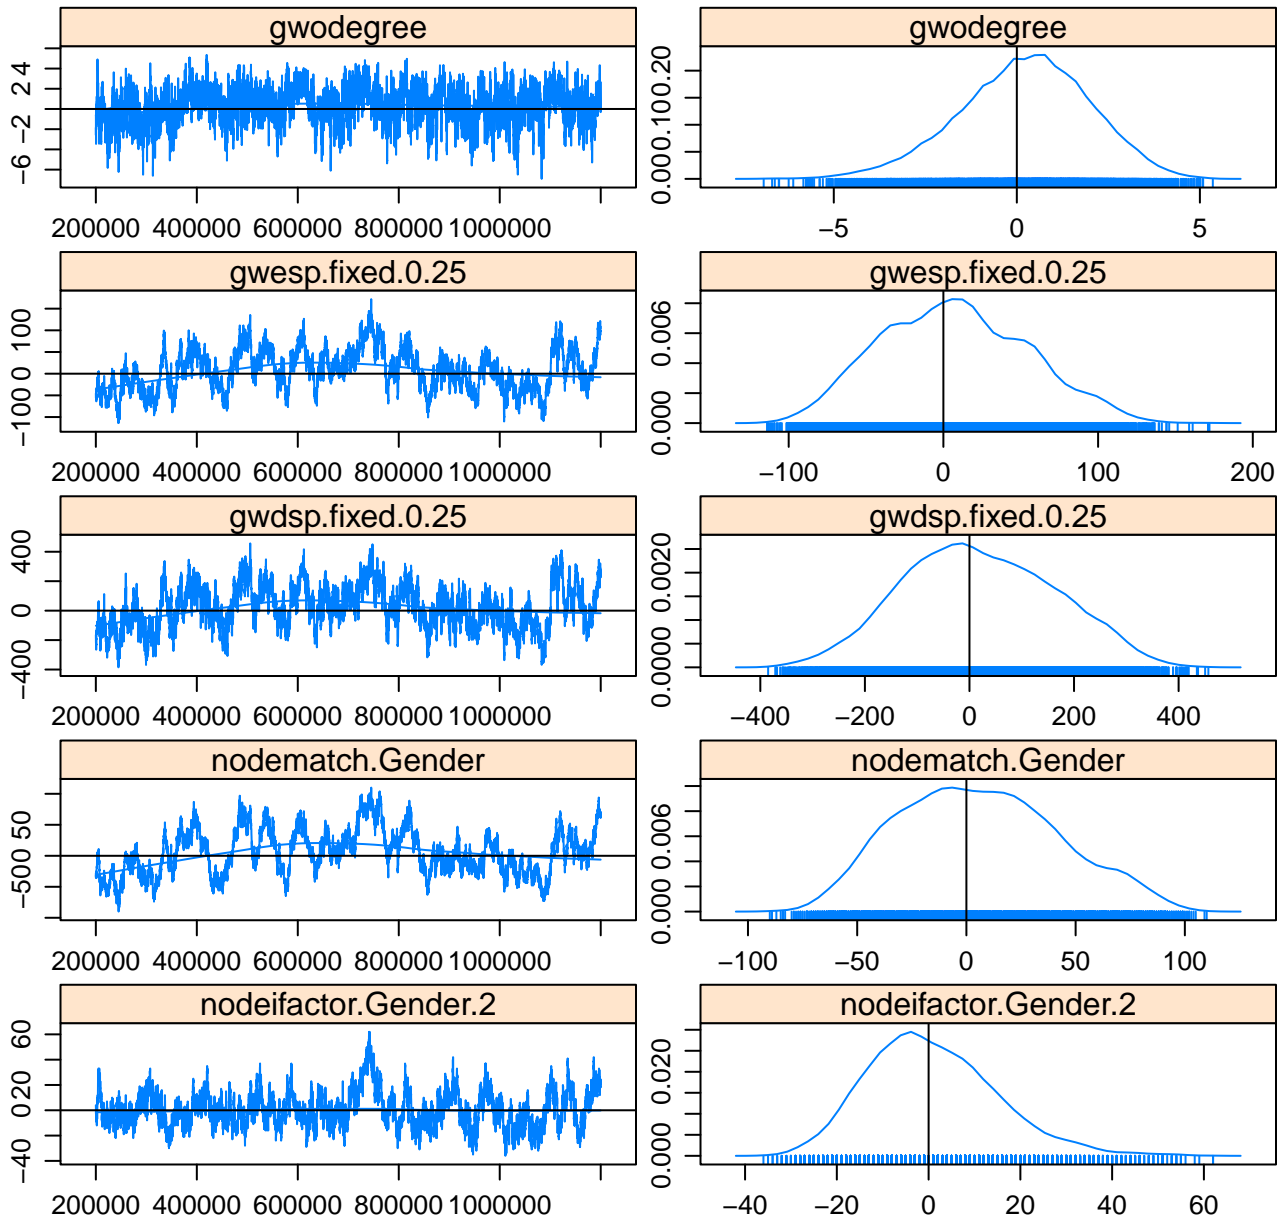 gwodegree
gwodegree
−6 −2 2 4
0.00 0.10 0.20
200000 400000 600000 800000 1000000
−5 0 5
gwesp.fixed.0.25
gwesp.fixed.0.25
−100 0 100
0.000 0.006
200000 400000 600000 800000 1000000
−100 0 100 200
gwdsp.fixed.0.25
gwdsp.fixed.0.25
−400 0 400
0.0000 0.0020
200000 400000 600000 800000 1000000
−400 −200 0 200 400
nodematch.Gender
nodematch.Gender
−50 0 50
0.000 0.006
200000 400000 600000 800000 1000000
−100 −50 0 50 100
nodeifactor.Gender.2
nodeifactor.Gender.2
−40 0 20 60
0.000 0.020
200000 400000 600000 800000 1000000
−40 −20 0 20 40 60